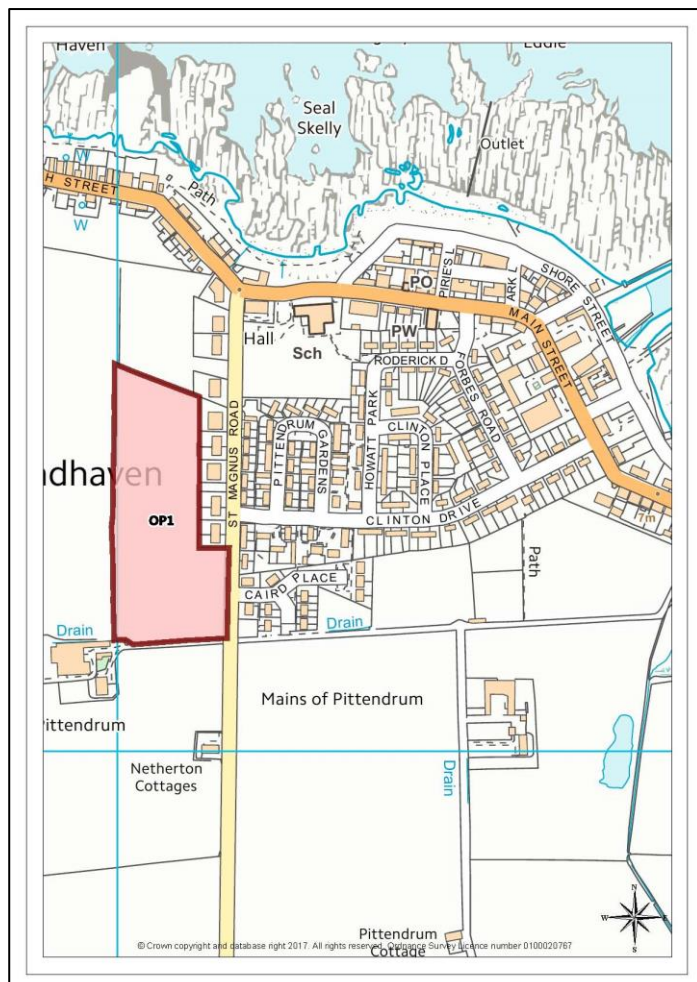 Haven
Eddie
Seal
Skelly
Outlet
W
H STREET
Path
W
PO
PIRIE'S L
ARK L
SHORE STREET
MAIN STREET
Hall
Sch
PW
RODERICK D
FORBES ROAD
HOWATT PARK
CLINTON PLACE
PITTENDRUM GARDENS
ST MAGNUS ROAD
ndhaven
OP1
CLINTON DRIVE
7m
Path
CAIRD PLACE
Drain
Drain
Mains of Pittendrum
Pittendrum
Netherton
Cottages
Drain
N
W
E
S
Pittendrum
Cottage
© Crown copyright and database right 2017. All rights reserved. Ordnance Survey Licence number 0100020767